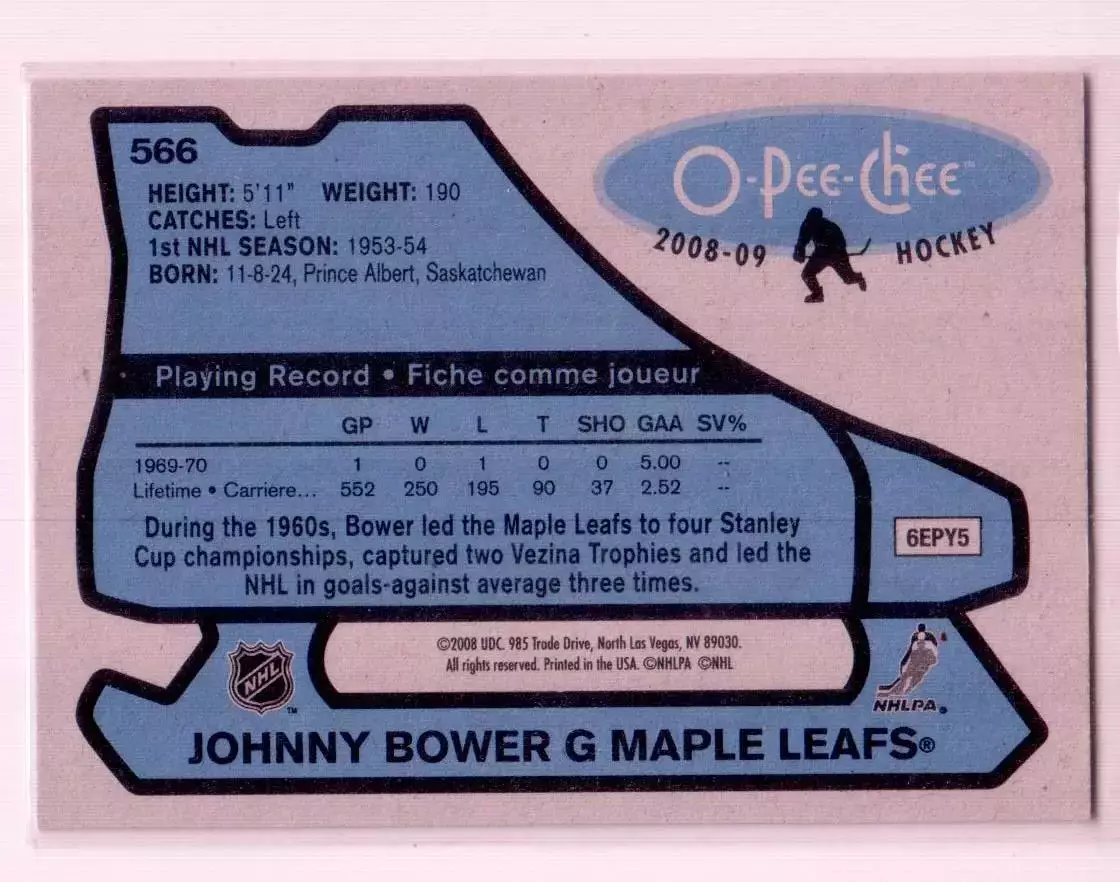 566
HEIGHT: 5'11" WEIGHT: 190
CATCHES: Left
1st NHL SEASON: 1953-54
BORN: 11-8-24, Prince Albert, Saskatchewan
O-Pee-Chee™
2008-09 HOCKEY
Playing Record • Fiche comme joueur
GP W L T SHO GAA SV%
1969-70 1 0 1 0 0 5.00 --
Lifetime • Carriere... 552 250 195 90 37 2.52 --
During the 1960s, Bower led the Maple Leafs to four Stanley
Cup championships, captured two Vezina Trophies and led the
NHL in goals-against average three times.
6EPY5
©2008 UDC. 985 Trade Drive, North Las Vegas, NV 89030.
All rights reserved. Printed in the USA. ©NHLPA ©NHL
NHL™
NHLPA®
JOHNNY BOWER G MAPLE LEAFS®